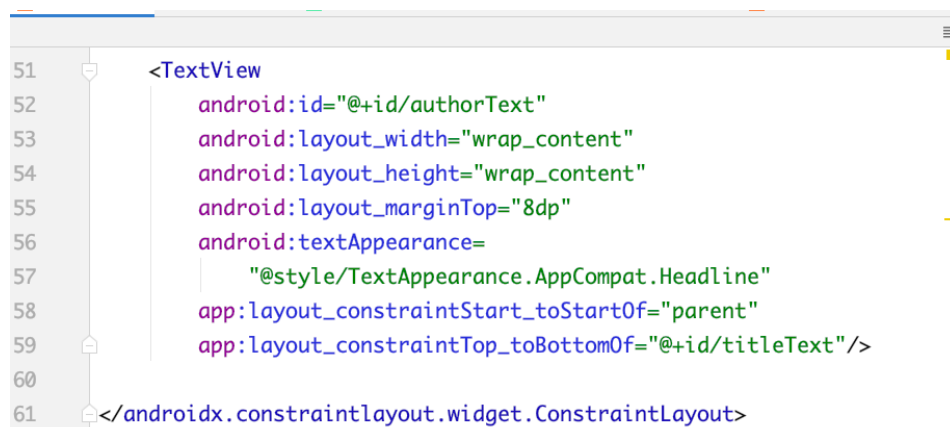 51 <TextView
52 android:id="@+id/authorText"
53 android:layout_width="wrap_content"
54 android:layout_height="wrap_content"
55 android:layout_marginTop="8dp"
56 android:textAppearance=
57 "@style/TextAppearance.AppCompat.Headline"
58 app:layout_constraintStart_toStartOf="parent"
59 app:layout_constraintTop_toBottomOf="@+id/titleText"/>
60
61 </androidx.constraintlayout.widget.ConstraintLayout>